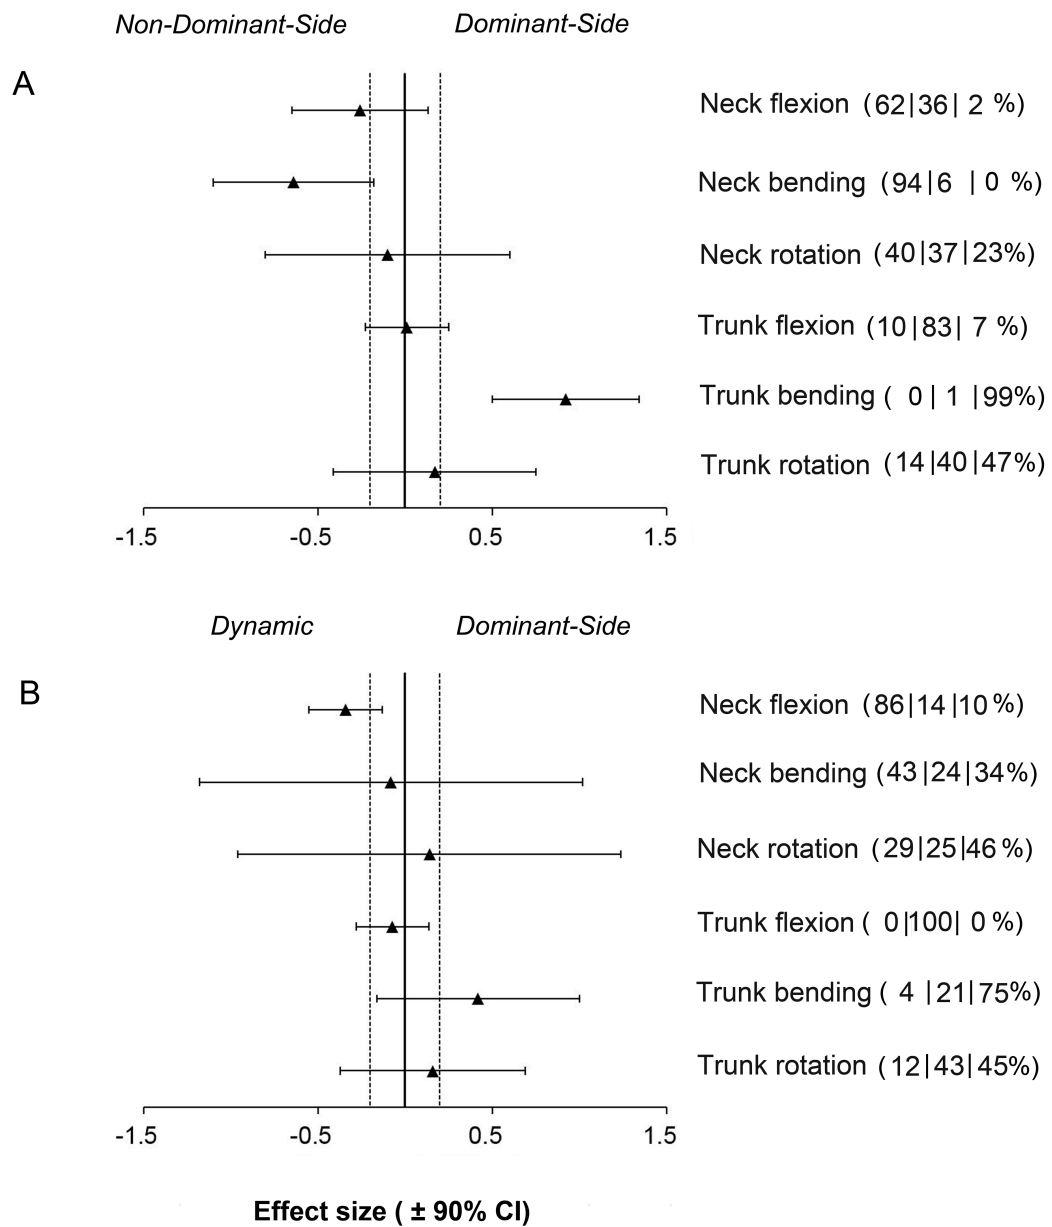 Non-Dominant-Side Dominant-Side
A
Neck flexion (62|36| 2 %)
Neck bending (94|6 | 0 %)
Neck rotation (40|37|23%)
Trunk flexion (10|83| 7 %)
Trunk bending ( 0| 1 |99%)
Trunk rotation (14|40|47%)
-1.5 -0.5 0.5 1.5
Dynamic Dominant-Side
B
Neck flexion (86|14|10%)
Neck bending (43|24|34%)
Neck rotation (29|25|46%)
Trunk flexion ( 0|100| 0 %)
Trunk bending ( 4 |21|75%)
Trunk rotation (12|43|45%)
-1.5 -0.5 0.5 1.5
Effect size ( ± 90% CI)